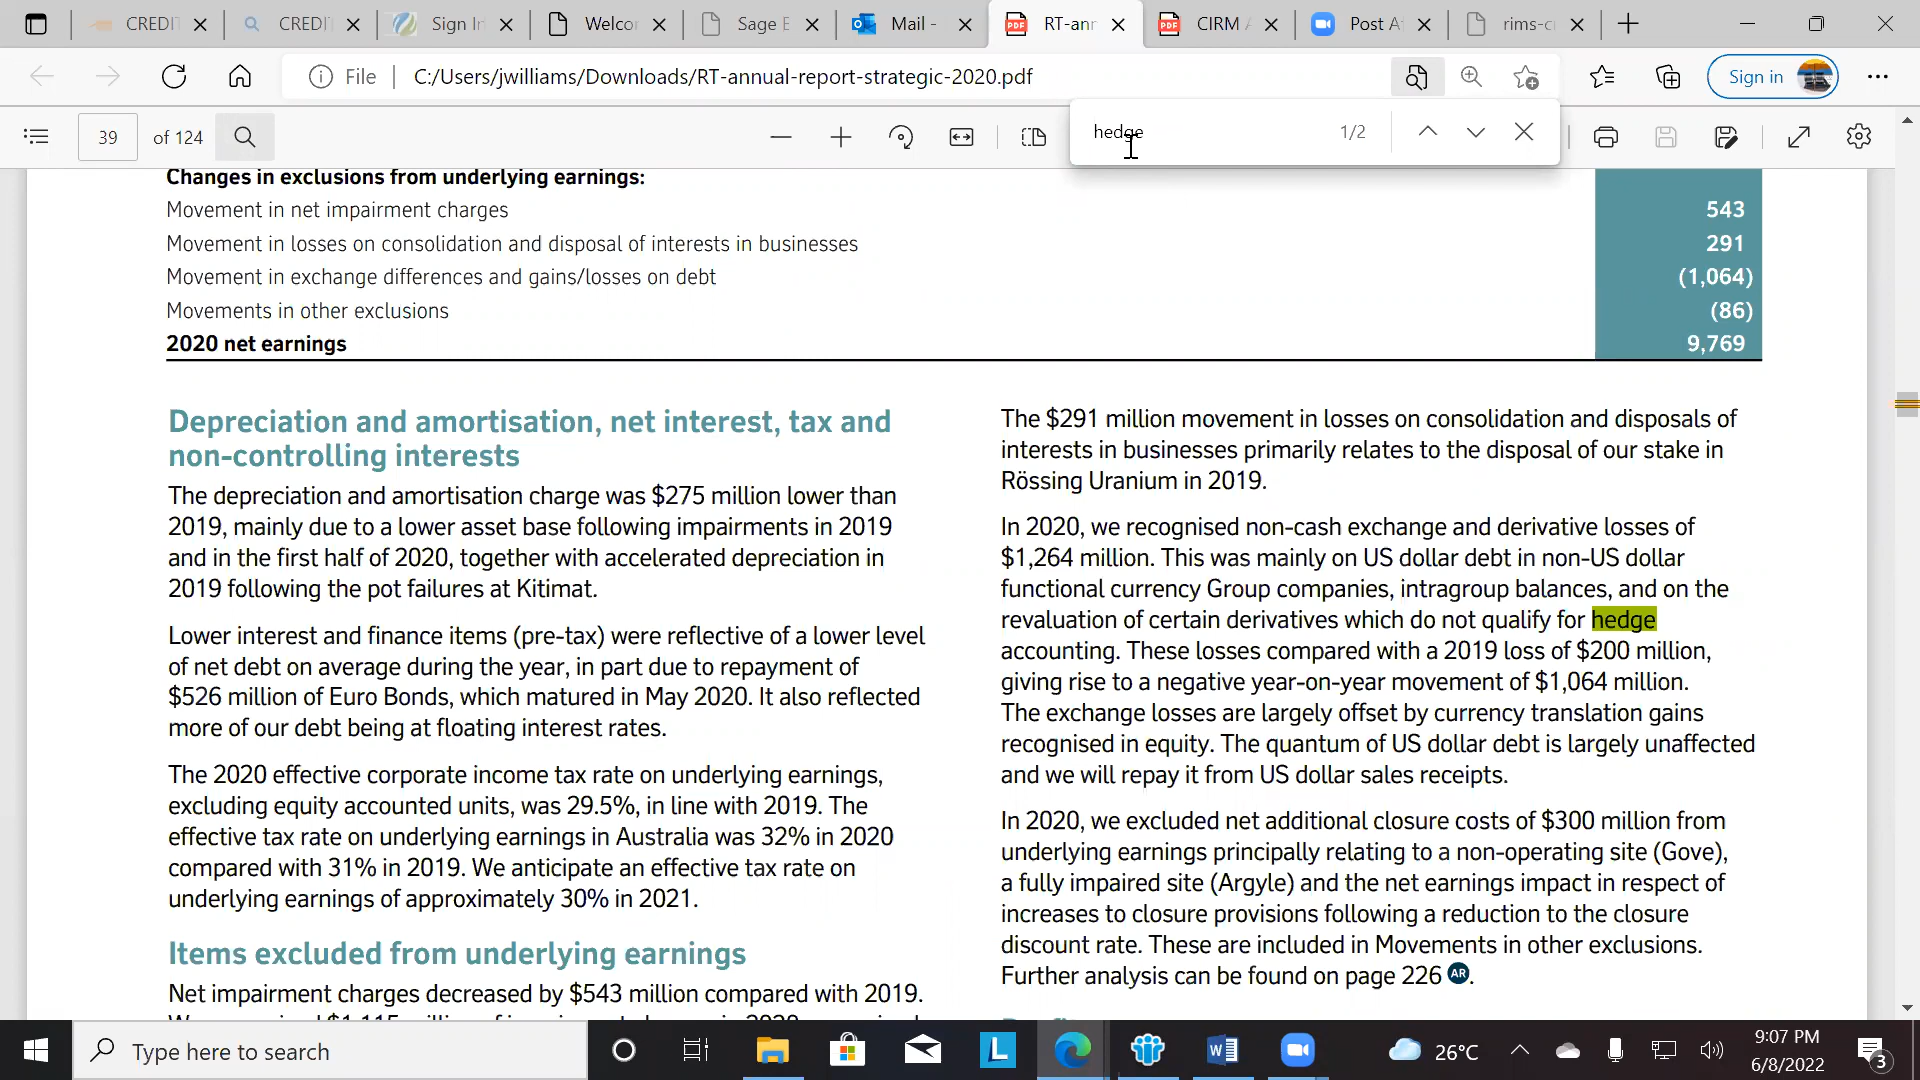 CREDIT
CREDIT
Sign In
Welco
Sage E
Mail -
RT-ann
CIRM A
Post A
rims-c
File
C:/Users/jwilliams/Downloads/RT-annual-report-strategic-2020.pdf
Sign in
39
of 124
hedge
1/2
Changes in exclusions from underlying earnings:
Movement in net impairment charges 543
Movement in losses on consolidation and disposal of interests in businesses 291
Movement in exchange differences and gains/losses on debt (1,064)
Movements in other exclusions (86)
2020 net earnings 9,769
Depreciation and amortisation, net interest, tax and
non-controlling interests
The depreciation and amortisation charge was $275 million lower than
2019, mainly due to a lower asset base following impairments in 2019
and in the first half of 2020, together with accelerated depreciation in
2019 following the pot failures at Kitimat.
Lower interest and finance items (pre-tax) were reflective of a lower level
of net debt on average during the year, in part due to repayment of
$526 million of Euro Bonds, which matured in May 2020. It also reflected
more of our debt being at floating interest rates.
The 2020 effective corporate income tax rate on underlying earnings,
excluding equity accounted units, was 29.5%, in line with 2019. The
effective tax rate on underlying earnings in Australia was 32% in 2020
compared with 31% in 2019. We anticipate an effective tax rate on
underlying earnings of approximately 30% in 2021.
Items excluded from underlying earnings
Net impairment charges decreased by $543 million compared with 2019.
The $291 million movement in losses on consolidation and disposals of
interests in businesses primarily relates to the disposal of our stake in
Rössing Uranium in 2019.
In 2020, we recognised non-cash exchange and derivative losses of
$1,264 million. This was mainly on US dollar debt in non-US dollar
functional currency Group companies, intragroup balances, and on the
revaluation of certain derivatives which do not qualify for hedge
accounting. These losses compared with a 2019 loss of $200 million,
giving rise to a negative year-on-year movement of $1,064 million.
The exchange losses are largely offset by currency translation gains
recognised in equity. The quantum of US dollar debt is largely unaffected
and we will repay it from US dollar sales receipts.
In 2020, we excluded net additional closure costs of $300 million from
underlying earnings principally relating to a non-operating site (Gove),
a fully impaired site (Argyle) and the net earnings impact in respect of
increases to closure provisions following a reduction to the closure
discount rate. These are included in Movements in other exclusions.
Further analysis can be found on page 226 AR.
Type here to search
L
26°C
9:07 PM
6/8/2022
3